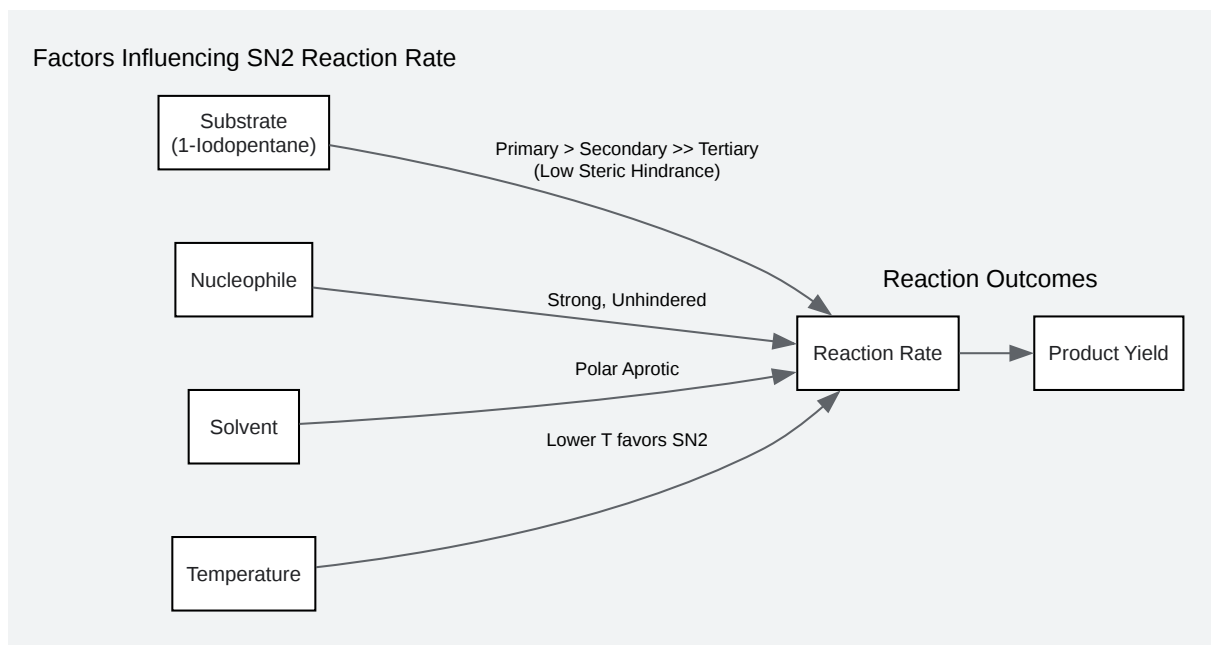 Factors Influencing SN2 Reaction Rate
Substrate
(1-Iodopentane)
Primary > Secondary >> Tertiary
(Low Steric Hindrance)
Nucleophile
Strong, Unhindered
Reaction Outcomes
Reaction Rate
Product Yield
Polar Aprotic
Solvent
Lower T favors SN2
Temperature